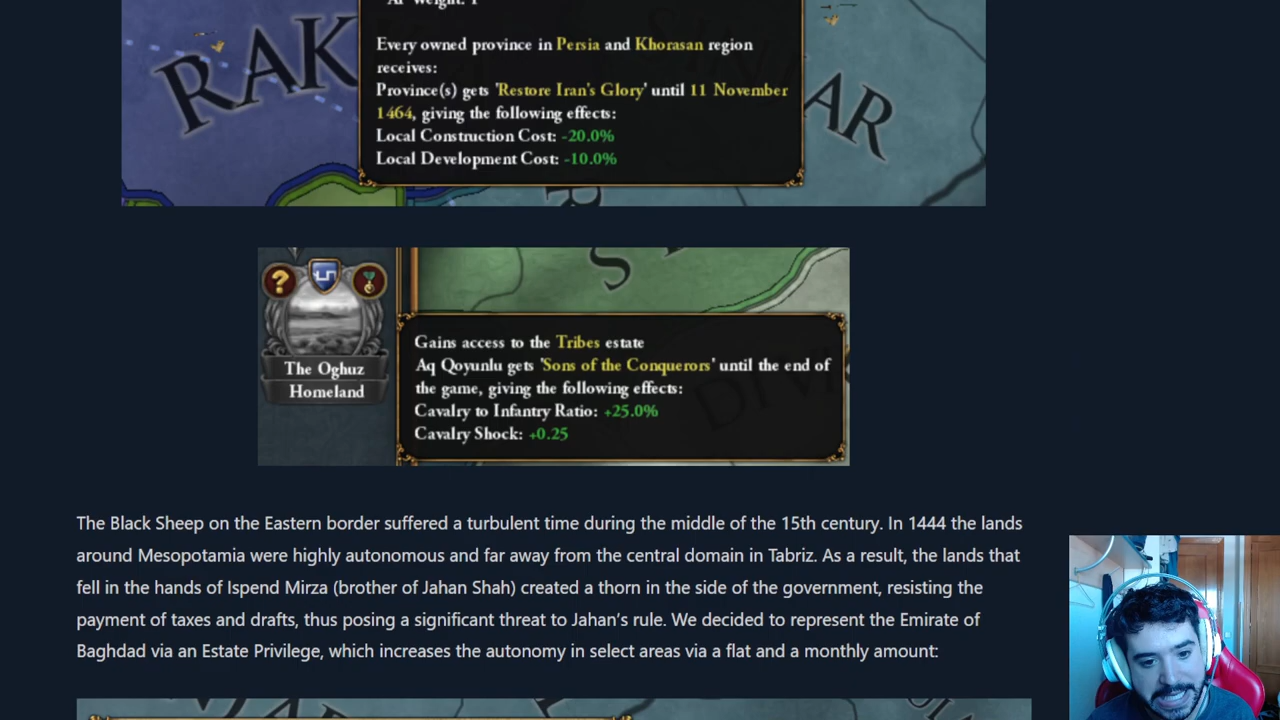 AI weight: 1
RAK
Every owned province in Persia and Khorasan region
receives:
Province(s) gets 'Restore Iran's Glory' until 11 November
1464, giving the following effects:
Local Construction Cost: -20.0%
Local Development Cost: -10.0%
AR
S
?
The Oghuz
Homeland
Gains access to the Tribes estate
Aq Qoyunlu gets 'Sons of the Conquerors' until the end of
the game, giving the following effects:
Cavalry to Infantry Ratio: +25.0%
Cavalry Shock: +0.25
The Black Sheep on the Eastern border suffered a turbulent time during the middle of the 15th century. In 1444 the lands
around Mesopotamia were highly autonomous and far away from the central domain in Tabriz. As a result, the lands that
fell in the hands of Ispend Mirza (brother of Jahan Shah) created a thorn in the side of the government, resisting the
payment of taxes and drafts, thus posing a significant threat to Jahan's rule. We decided to represent the Emirate of
Baghdad via an Estate Privilege, which increases the autonomy in select areas via a flat and a monthly amount: